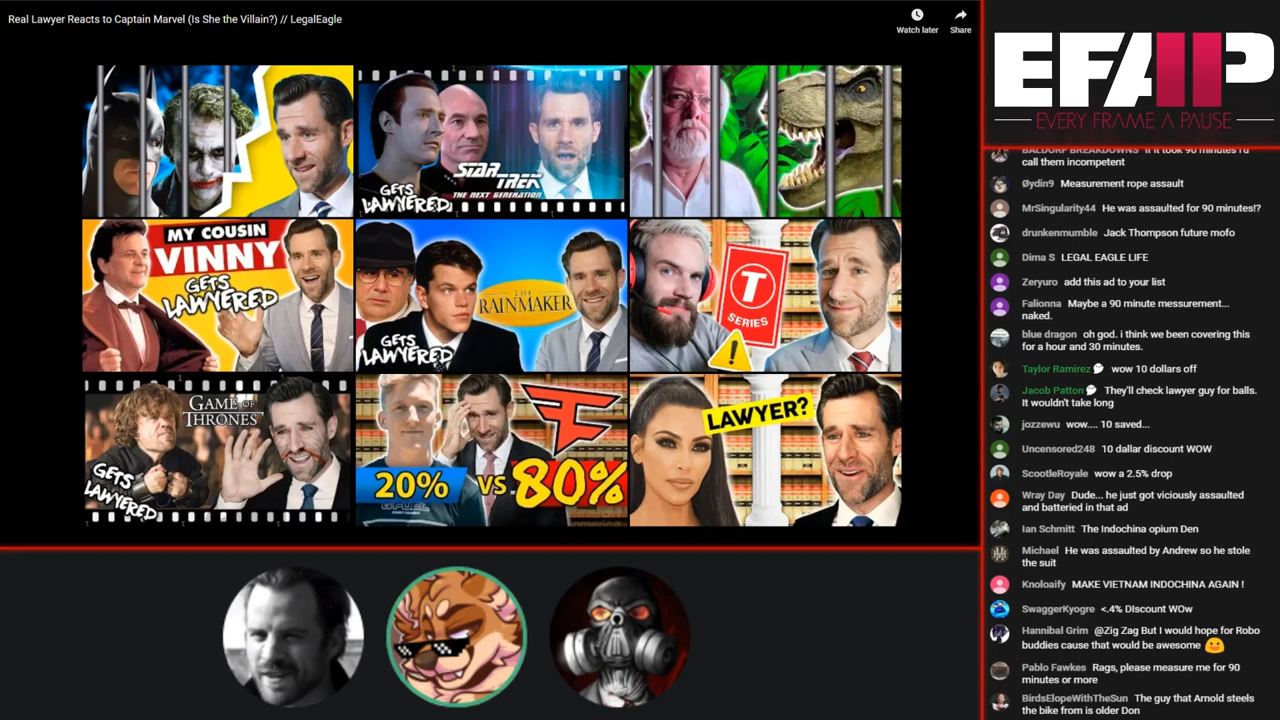 Real Lawyer Reacts to Captain Marvel (Is She the Villain?) // LegalEagle
Watch later
Share
GETS
LAWYERED
STAR
TREK
THE NEXT GENERATION
MY COUSIN
VINNY
GETS
LAWYERED
GETS
LAWYERED
THE
RAINMAKER
T
SERIES
!
GAME OF
THRONES
GETS
LAWYERED
20%
VS
80%
LAWYER?
EFAP
EVERY FRAME A PAUSE
BALDORF BREAKDOWNS If it took 90 minutes i'd
call them incompetent
Øydin9 Measurement rope assault
MrSingularity44 He was assaulted for 90 minutes!?
drunkenmumble Jack Thompson future mofo
Dima S LEGAL EAGLE LIFE
Zeryuro add this ad to your list
Falionna Maybe a 90 minute messurement...
naked.
blue dragon oh god. i think we been covering this
for a hour and 30 minutes.
Taylor Ramirez wow 10 dollars off
Jacob Patton They'll check lawyer guy for balls.
It wouldn't take long
jozzewu wow.... 10 saved...
Uncensored248 10 dallar discount WOW
ScootleRoyale wow a 2.5% drop
Wray Day Dude... he just got viciously assaulted
and batteried in that ad
Ian Schmitt The Indochina opium Den
Michael He was assaulted by Andrew so he stole
the suit
Knoloaify MAKE VIETNAM INDOCHINA AGAIN !
SwaggerKyogre <.4% DIscount WOw
Hannibal Grim @Zig Zag But I would hope for Robo
buddies cause that would be awesome
Pablo Fawkes Rags, please measure me for 90
minutes or more
BirdsElopeWithTheSun The guy that Arnold steels
the bike from is older Don